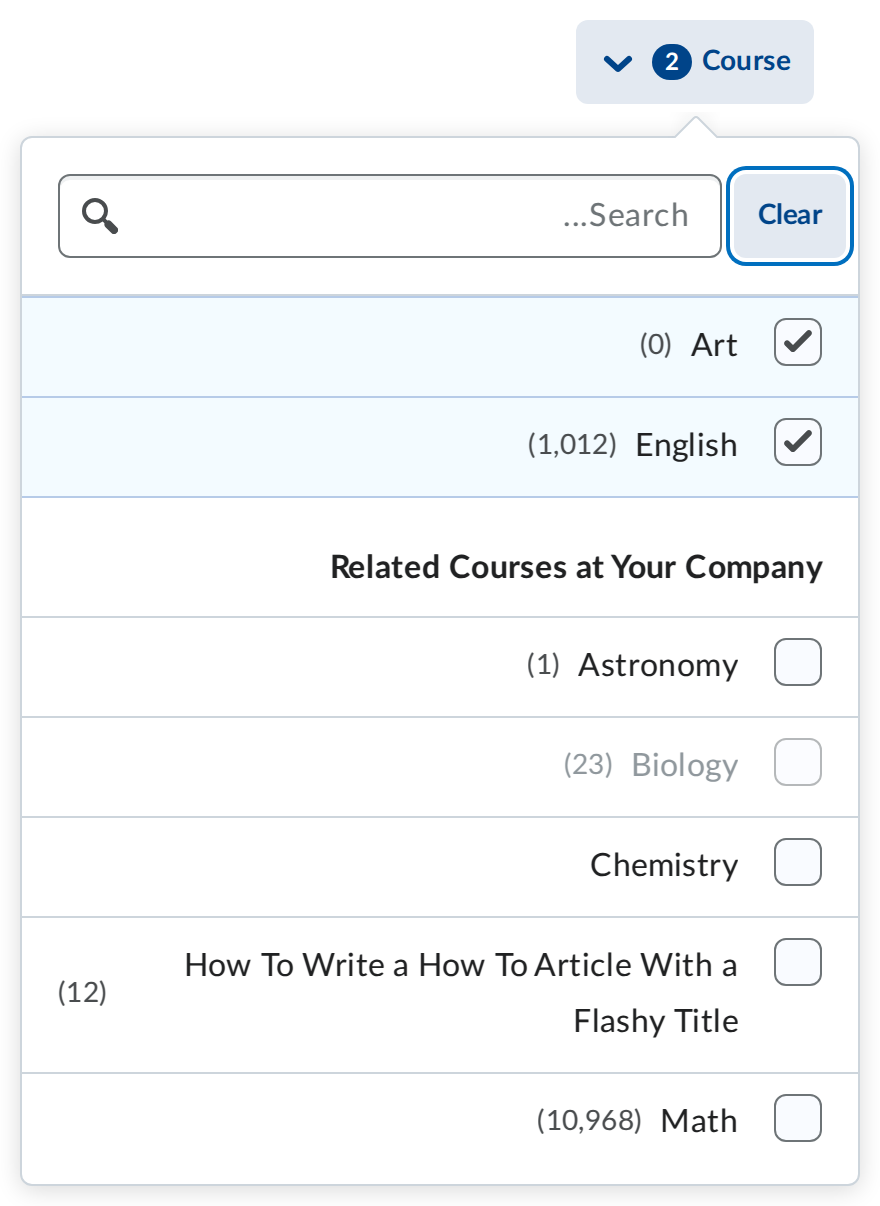 2 Course
...Search
Clear
Art (0)
English (1,012)
Related Courses at Your Company
Astronomy (1)
Biology (23)
Chemistry
How To Write a How To Article With a
Flashy Title
(12)
Math (10,968)